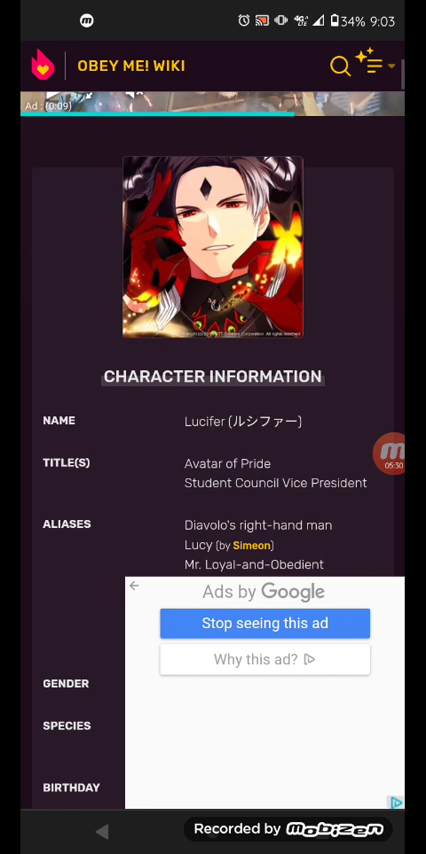 34% 9:03
OBEY ME! WIKI
Ad : (0:09)
CHARACTER INFORMATION
NAME
Lucifer (ルシファー)
TITLE(S)
Avatar of Pride
Student Council Vice President
05:30
ALIASES
Diavolo's right-hand man
Lucy (by Simeon)
Mr. Loyal-and-Obedient
Ads by Google
Stop seeing this ad
Why this ad?
GENDER
SPECIES
BIRTHDAY
Recorded by mobizen